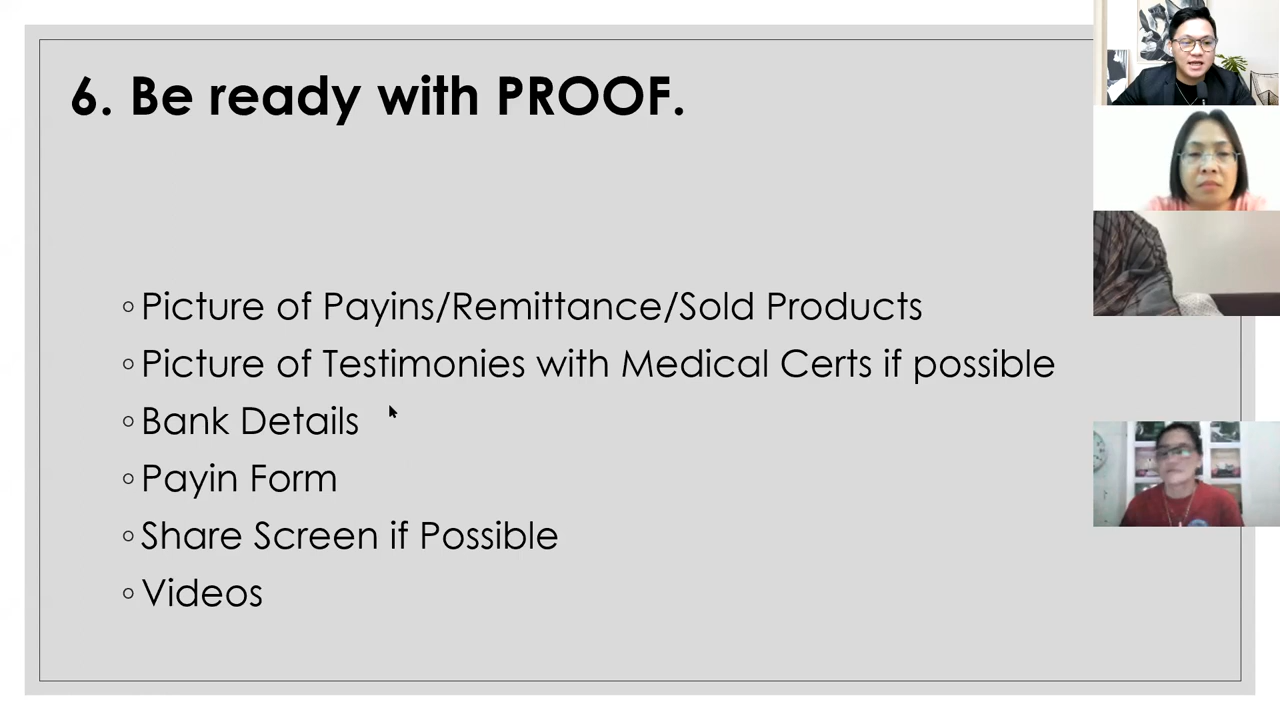 6. Be ready with PROOF.
◦Picture of Payins/Remittance/Sold Products
◦Picture of Testimonies with Medical Certs if possible
◦Bank Details
◦Payin Form
◦Share Screen if Possible
◦Videos